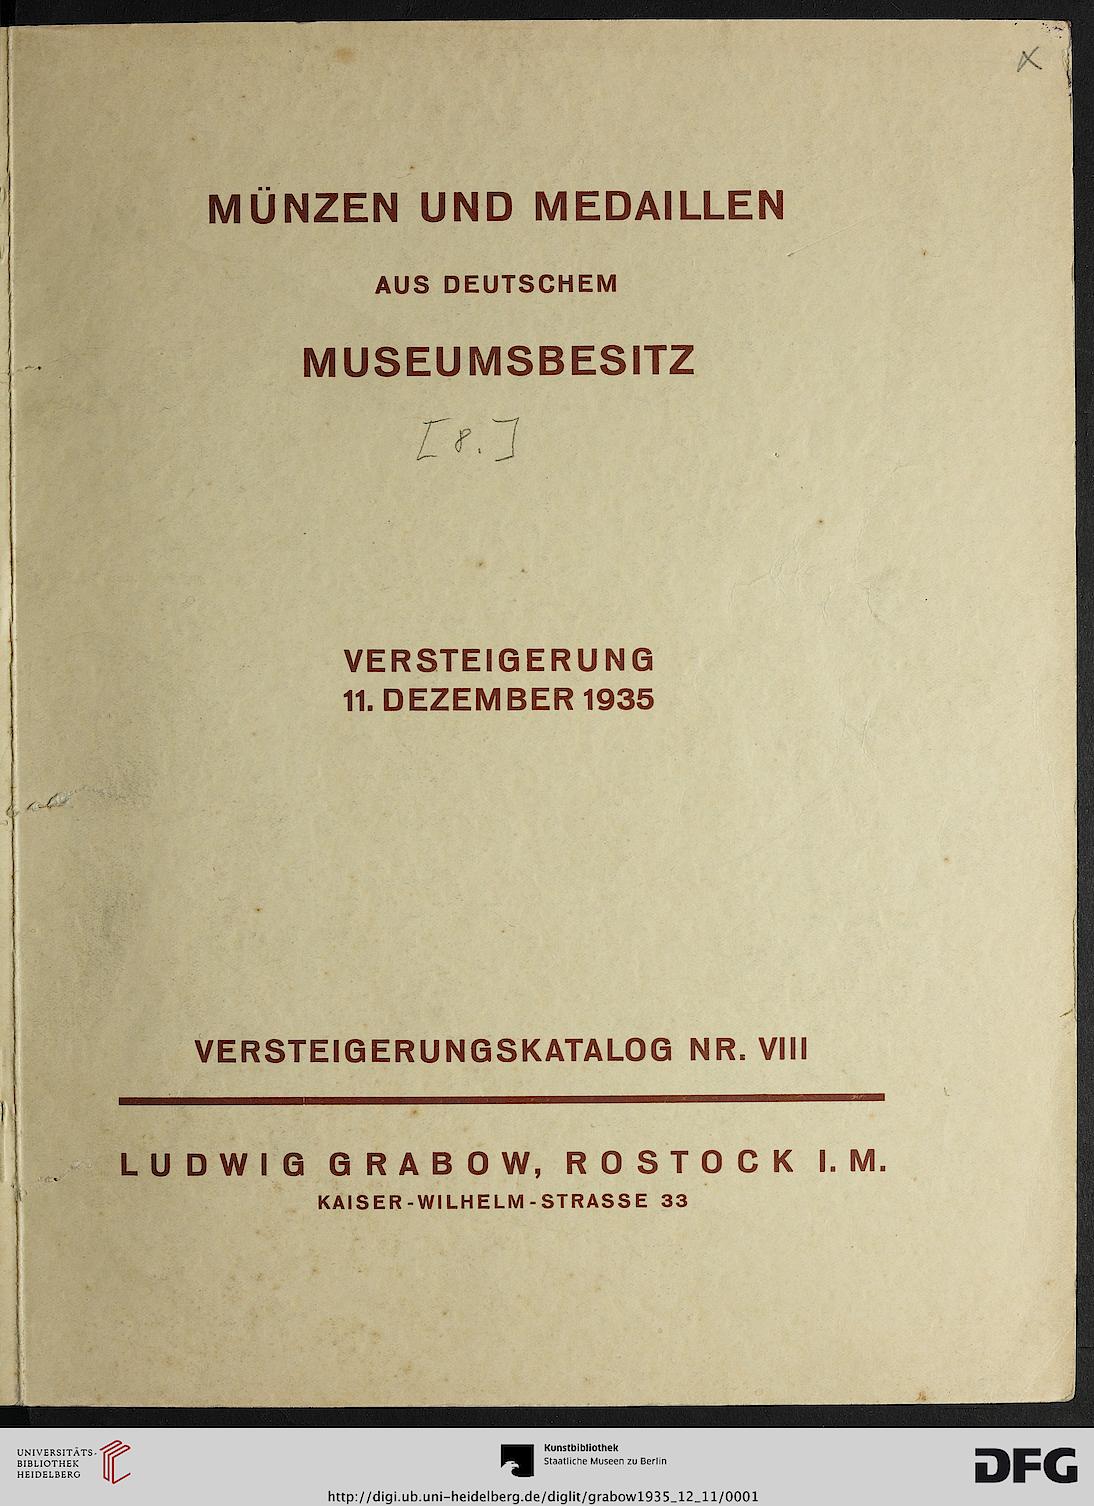 x
MÜNZEN UND MEDAILLEN
AUS DEUTSCHEM
MUSEUMSBESITZ
[8.]
VERSTEIGERUNG
11. DEZEMBER 1935
VERSTEIGERUNGSKATALOG NR. VIII
LUDWIG GRABOW, ROSTOCK I. M.
KAISER-WILHELM-STRASSE 33
UNIVERSITÄTS-
BIBLIOTHEK
HEIDELBERG
Kunstbibliothek
Staatliche Museen zu Berlin
DFG
http://digi.ub.uni-heidelberg.de/diglit/grabow1935_12_11/0001